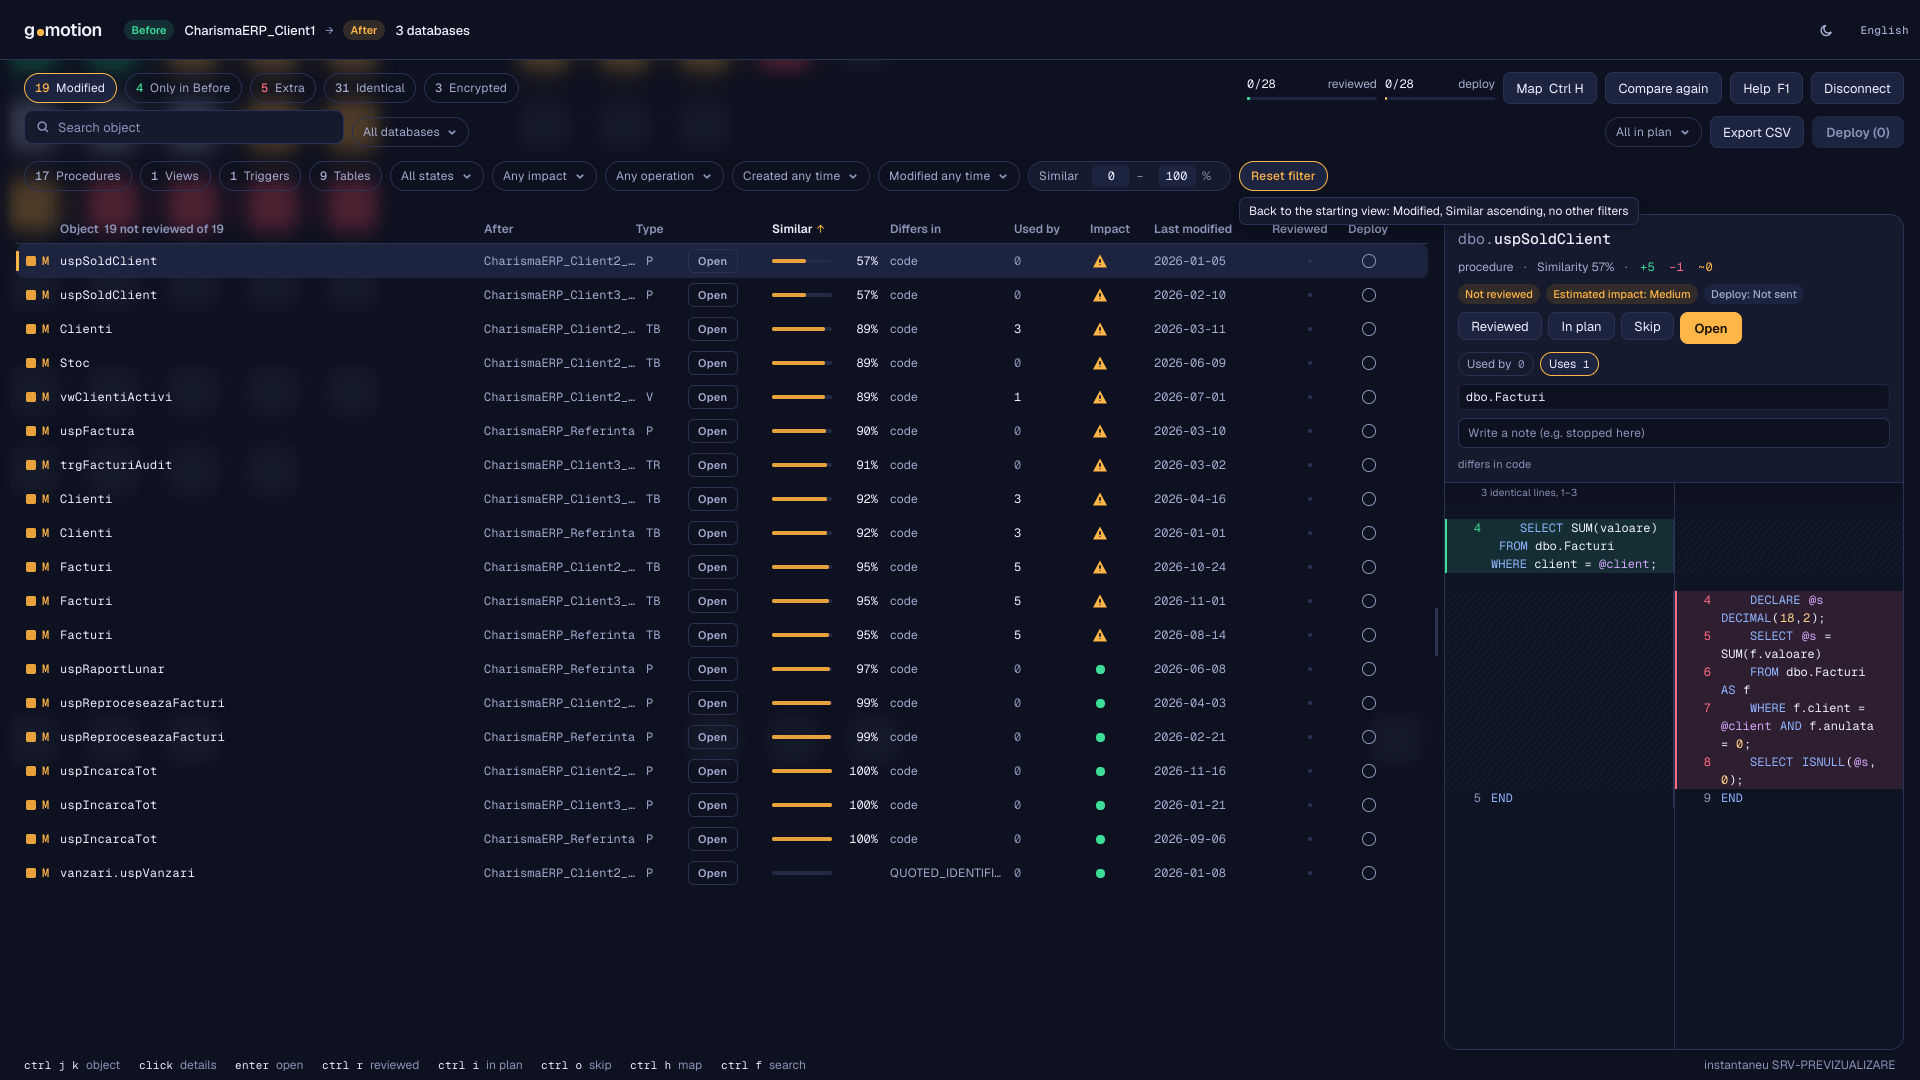 g●motion Before CharismaERP_Client1 → After 3 databases English
19 Modified 4 Only in Before 5 Extra 31 Identical 3 Encrypted 0/28 reviewed 0/28 deploy Map Ctrl H Compare again Help F1 Disconnect
Search object All databases All in plan Export CSV Deploy (0)
17 Procedures 1 Views 1 Triggers 9 Tables All states Any impact Any operation Created any time Modified any time Similar 0 – 100 % Reset filter
Back to the starting view: Modified, Similar ascending, no other filters
Object 19 not reviewed of 19 After Type Similar ↑ Differs in Used by Impact Last modified Reviewed Deploy
M uspSoldClient CharismaERP_Client2_… P Open 57% code 0 2026-01-05
M uspSoldClient CharismaERP_Client3_… P Open 57% code 0 2026-02-10
M Clienti CharismaERP_Client2_… TB Open 89% code 3 2026-03-11
M Stoc CharismaERP_Client2_… TB Open 89% code 0 2026-06-09
M vwClientiActivi CharismaERP_Client2_… V Open 89% code 1 2026-07-01
M uspFactura CharismaERP_Referinta P Open 90% code 0 2026-03-10
M trgFacturiAudit CharismaERP_Client3_… TR Open 91% code 0 2026-03-02
M Clienti CharismaERP_Client3_… TB Open 92% code 3 2026-04-16
M Clienti CharismaERP_Referinta TB Open 92% code 3 2026-01-01
M Facturi CharismaERP_Client2_… TB Open 95% code 5 2026-10-24
M Facturi CharismaERP_Client3_… TB Open 95% code 5 2026-11-01
M Facturi CharismaERP_Referinta TB Open 95% code 5 2026-08-14
M uspRaportLunar CharismaERP_Referinta P Open 97% code 0 2026-06-08
M uspReproceseazaFacturi CharismaERP_Client2_… P Open 99% code 0 2026-04-03
M uspReproceseazaFacturi CharismaERP_Referinta P Open 99% code 0 2026-02-21
M uspIncarcaTot CharismaERP_Client2_… P Open 100% code 0 2026-11-16
M uspIncarcaTot CharismaERP_Client3_… P Open 100% code 0 2026-01-21
M uspIncarcaTot CharismaERP_Referinta P Open 100% code 0 2026-09-06
M vanzari.uspVanzari CharismaERP_Client2_… P Open QUOTED_IDENTIFI… 0 2026-01-08
dbo.uspSoldClient
procedure · Similarity 57% · +5 −1 ~0
Not reviewed Estimated impact: Medium Deploy: Not sent
Reviewed In plan Skip Open
Used by 0 Uses 1
dbo.Facturi
Write a note (e.g. stopped here)
differs in code
3 identical lines, 1–3
4 SELECT SUM(valoare)
FROM dbo.Facturi
WHERE client = @client;
4 DECLARE @s
DECIMAL(18,2);
5 SELECT @s =
SUM(f.valoare)
6 FROM dbo.Facturi
AS f
7 WHERE f.client =
@client AND f.anulata
= 0;
8 SELECT ISNULL(@s,
0);
5 END 9 END
ctrl j k object click details enter open ctrl r reviewed ctrl i in plan ctrl o skip ctrl h map ctrl f search instantaneu SRV-PREVIZUALIZARE